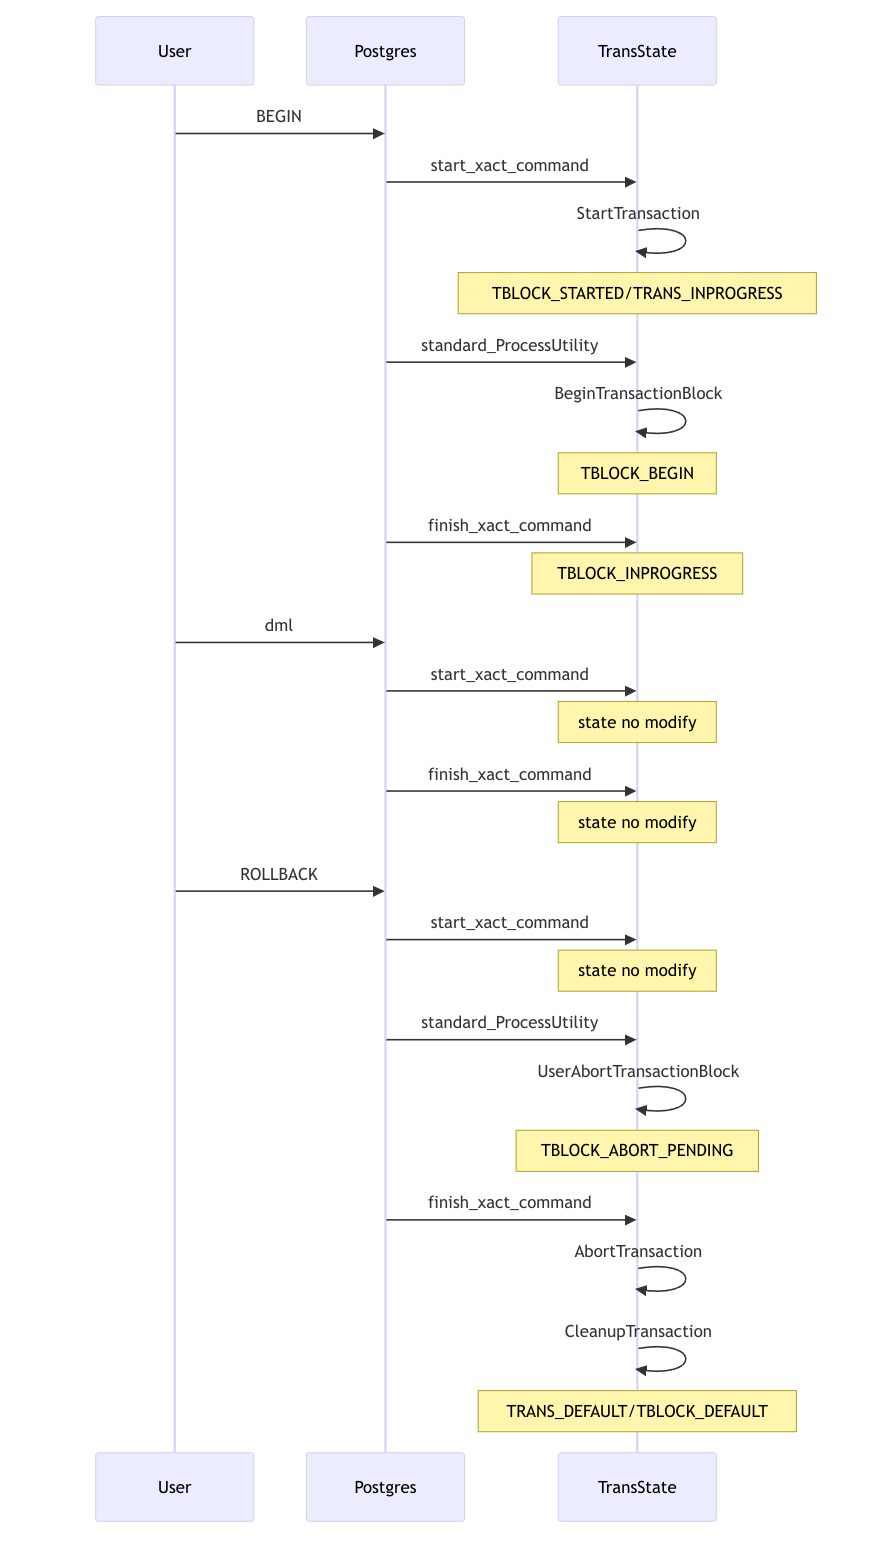 User Postgres TransState
BEGIN
start_xact_command
StartTransaction
TBLOCK_STARTED/TRANS_INPROGRESS
standard_ProcessUtility
BeginTransactionBlock
TBLOCK_BEGIN
finish_xact_command
TBLOCK_INPROGRESS
dml
start_xact_command
state no modify
finish_xact_command
state no modify
ROLLBACK
start_xact_command
state no modify
standard_ProcessUtility
UserAbortTransactionBlock
TBLOCK_ABORT_PENDING
finish_xact_command
AbortTransaction
CleanupTransaction
TRANS_DEFAULT/TBLOCK_DEFAULT
User Postgres TransState